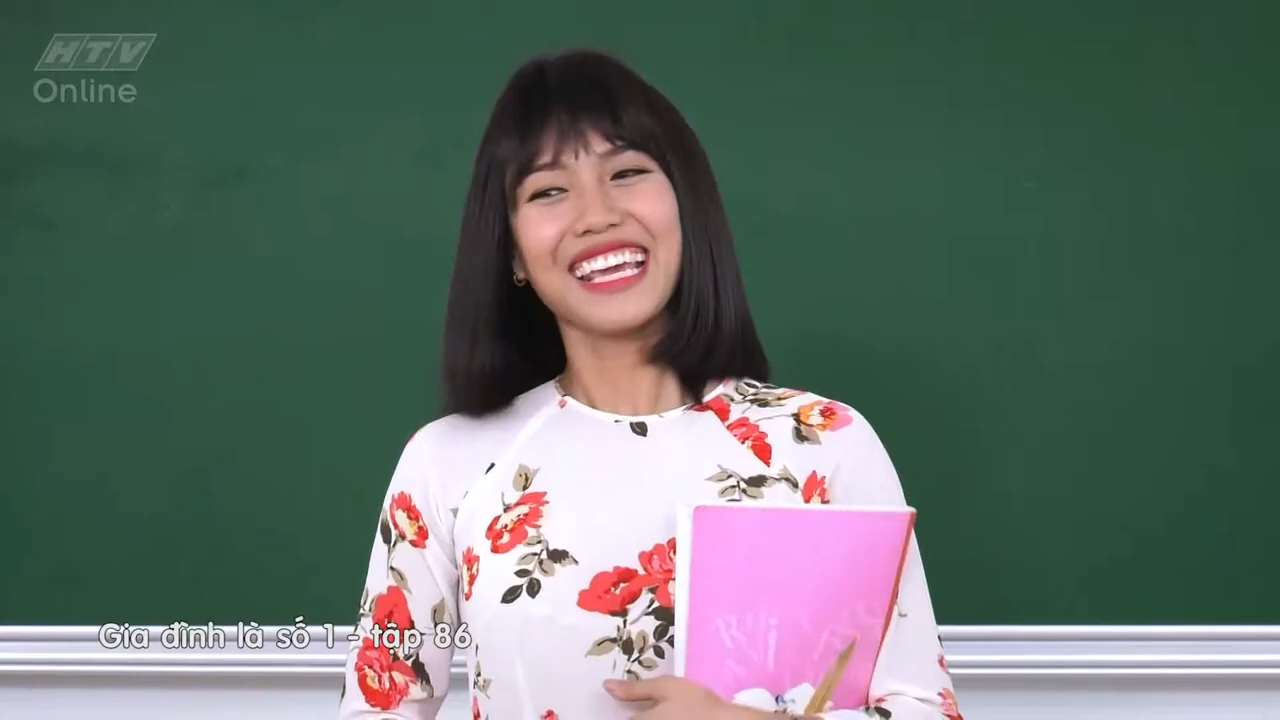 HTV
Online
Gia đình là số 1 - tập 86